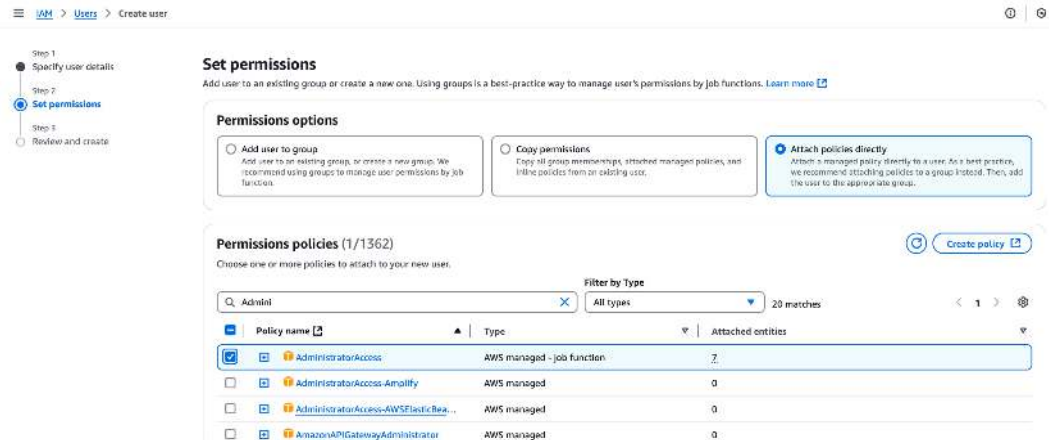 IAM > Users > Create user
Step 1
Specify user details
Step 2
Set permissions
Step 3
Review and create
Set permissions
Add user to an existing group or create a new one. Using groups is a best-practice way to manage user's permissions by job functions. Learn more
Permissions options
Add user to group
Add user to an existing group, or create a new group. We
recommend using groups to manage user permissions by job
function.
Copy permissions
Copy all group memberships, attached managed policies, and
inline policies from an existing user.
Attach policies directly
Attach a managed policy directly to a user. As a best practice,
we recommend attaching policies to a group instead. Then, add
the user to the appropriate group.
Permissions policies (1/1362)
Create policy
Choose one or more policies to attach to your new user.
Filter by Type
Admini
All types
20 matches
1
Policy name
Type
Attached entities
AdministratorAccess AWS managed - job function 7
AdministratorAccess-Amplify AWS managed 0
AdministratorAccess-AWSElasticBea... AWS managed 0
AmazonAPIGatewayAdministrator AWS managed 0